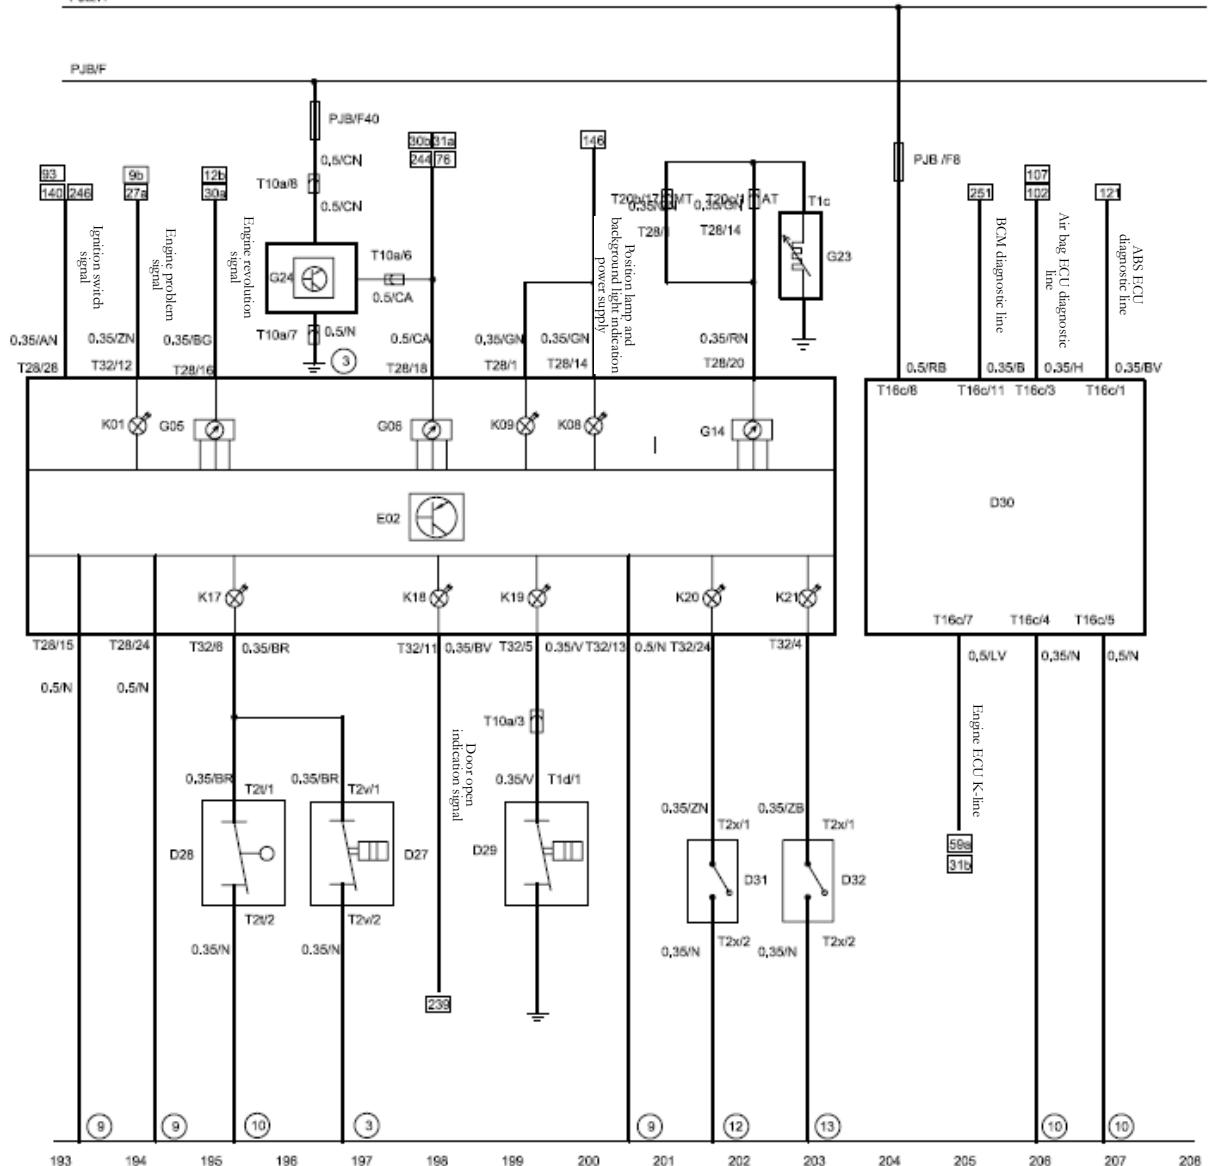 PJB/F
PJB/F40
0,5/CN
T10a/8
0.5/CN
30b 31a
244 76
146
93
140 246
9b
27a
12b
30a
PJB /F8
251
107
102
121
T20b/17 MT
T20c/1 AT
T1c
0,35/GN
T28/1
T28/14
G23
Ignition switch
signal
Engine problem
signal
Engine revolution
signal
Position lamp and
background light indication
power supply
BCM diagnostic line
Air bag ECU diagnostic
line
ABS ECU
diagnostic line
G24
T10a/6
0.5/CA
T10a/7
0.5/N
3
0.35/AN
0.35/ZN
0.35/BG
0.5/CA
0,35/GN
0.35/GN
0.35/RN
T28/28
T32/12
T28/16
T28/18
T28/1
T28/14
T28/20
0.5/RB
0.35/B
0.35/H
0.35/BV
T16c/8
T16c/11
T16c/3
T16c/1
K01
G05
G06
K09
K08
G14
E02
D30
K17
K18
K19
K20
K21
T16c/7
T16c/4
T16c/5
T28/15
T28/24
T32/8
0.35/BR
T32/11
0.35/BV
T32/5
0.35/V
T32/13
0.5/N
T32/24
T32/4
0,5/LV
0,35/N
0,5/N
0.5/N
0.5/N
T10a/3
Door open
indication signal
Engine ECU K-line
0.35/BR
T2t/1
0.35/BR
T2v/1
0.35/V
T1d/1
0.35/ZN
T2x/1
0.35/ZB
T2x/1
D28
D27
D29
D31
D32
59a
31b
T2t/2
T2v/2
T2x/2
T2x/2
0.35/N
0.35/N
0,35/N
0,35/N
239
9
9
10
3
9
12
13
10
10
193
194
195
196
197
198
199
200
201
202
203
204
205
206
207
208